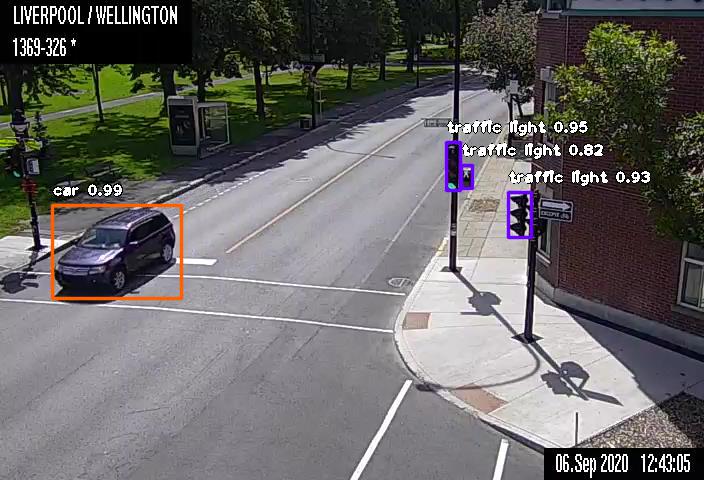 LIVERPOOL / WELLINGTON
1369-326 *
traffic light 0.95
traffic light 0.82
traffic light 0.93
car 0.99
EXCEPTÉ
06.Sep 2020 12:43:05